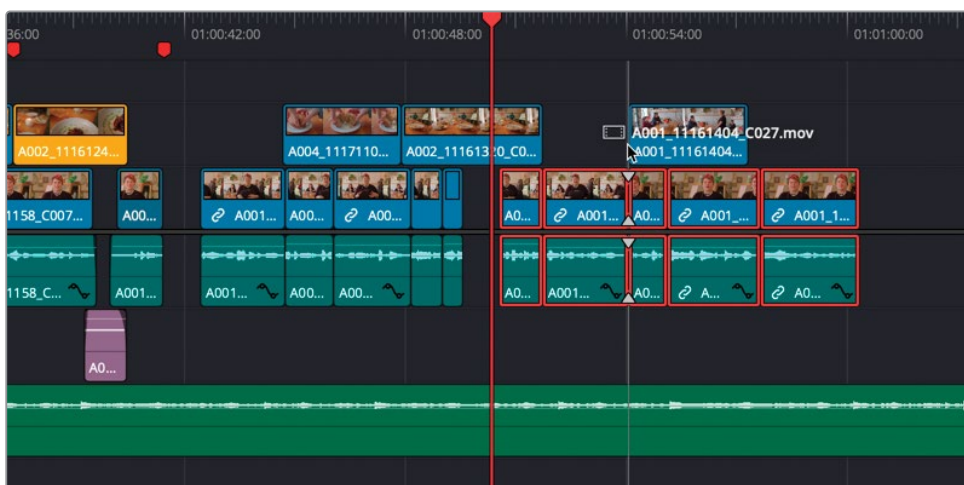 36:00
01:00:42:00
01:00:48:00
01:00:54:00
01:01:00:00
A001_11161404_C027.mov
A002_1116124...
A004_1117110...
A002_11161320_C0...
A001_11161404...
1158_C007...
A00...
A001...
A00...
A00...
A0...
A001...
A0...
A001_...
A001_1...
1158_C...
A001...
A001...
A00...
A00...
A0...
A001...
A0...
A...
A0...
A0...